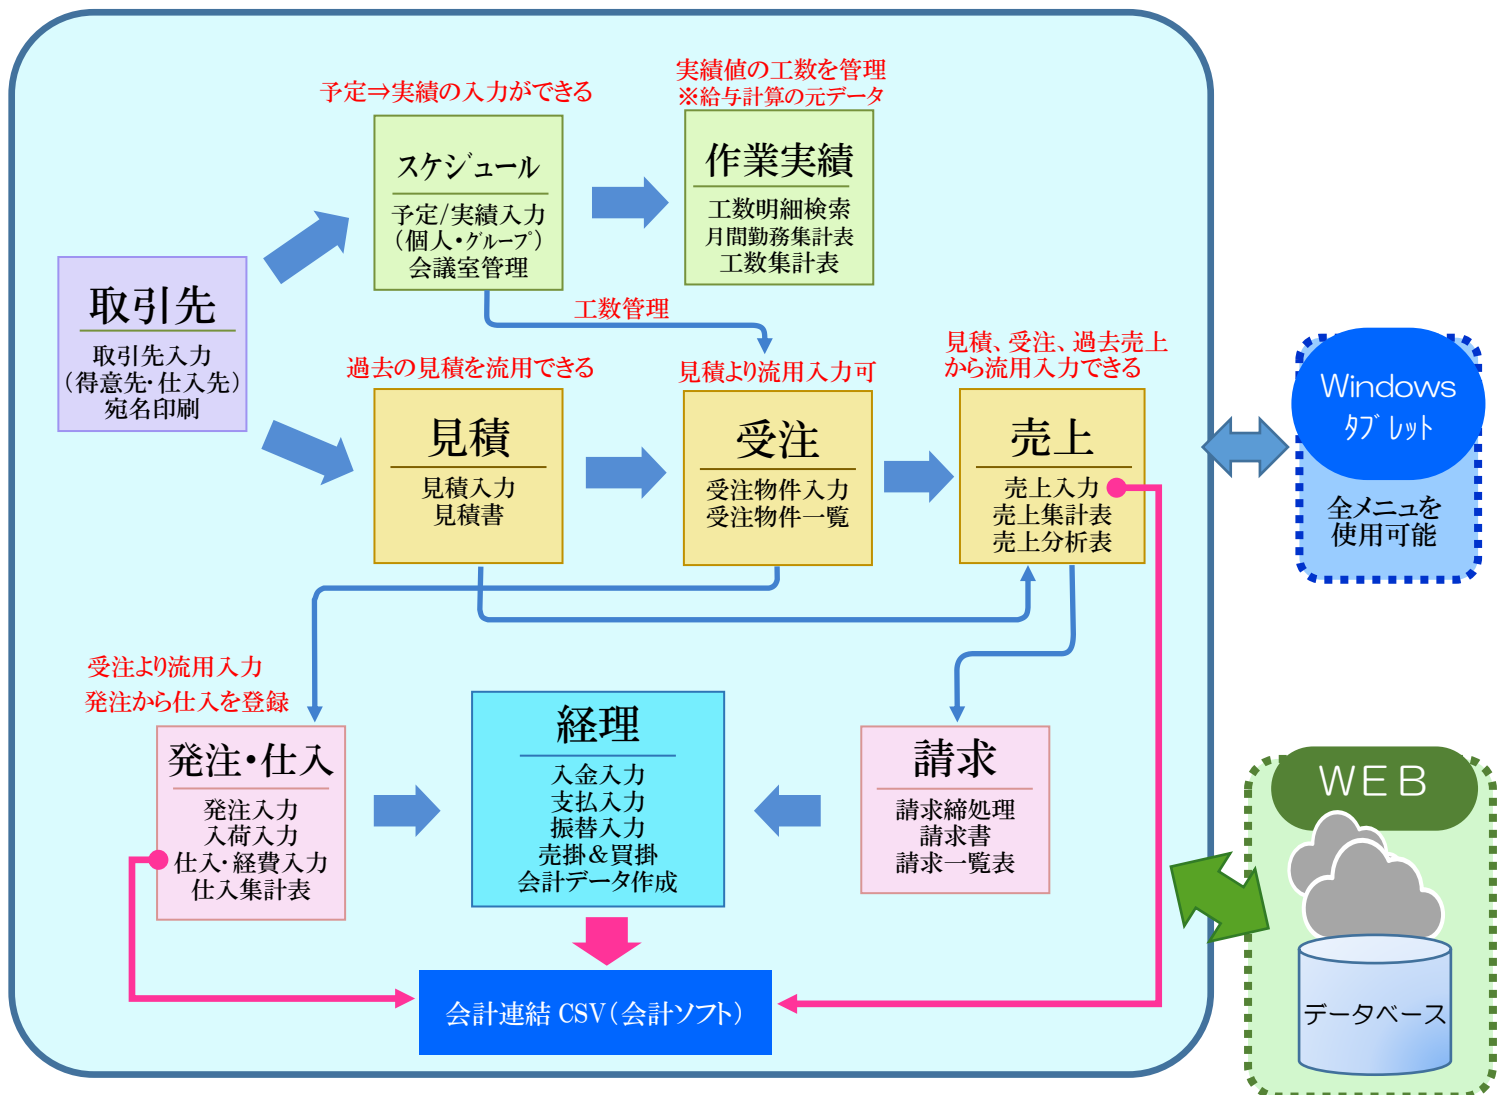 予定⇒実績の入力ができる
スケジュール
予定/実績入力
（個人・グループ）
会議室管理
実績値の工数を管理
※給与計算の元データ
作業実績
工数明細検索
月間勤務集計表
工数集計表
取引先
取引先入力
（得意先・仕入先）
宛名印刷
工数管理
過去の見積を流用できる
見積
見積入力
見積書
見積より流用入力可
受注
受注物件入力
受注物件一覧
見積、受注、過去売上
から流用入力できる
売上
売上入力
売上集計表
売上分析表
Windows
タブレット
全メニュを
使用可能
受注より流用入力
発注から仕入を登録
発注・仕入
発注入力
入荷入力
仕入・経費入力
仕入集計表
経理
入金入力
支払入力
振替入力
売掛＆買掛
会計データ作成
請求
請求締処理
請求書
請求一覧表
会計連結 CSV（会計ソフト）
ＷＥＢ
データベース